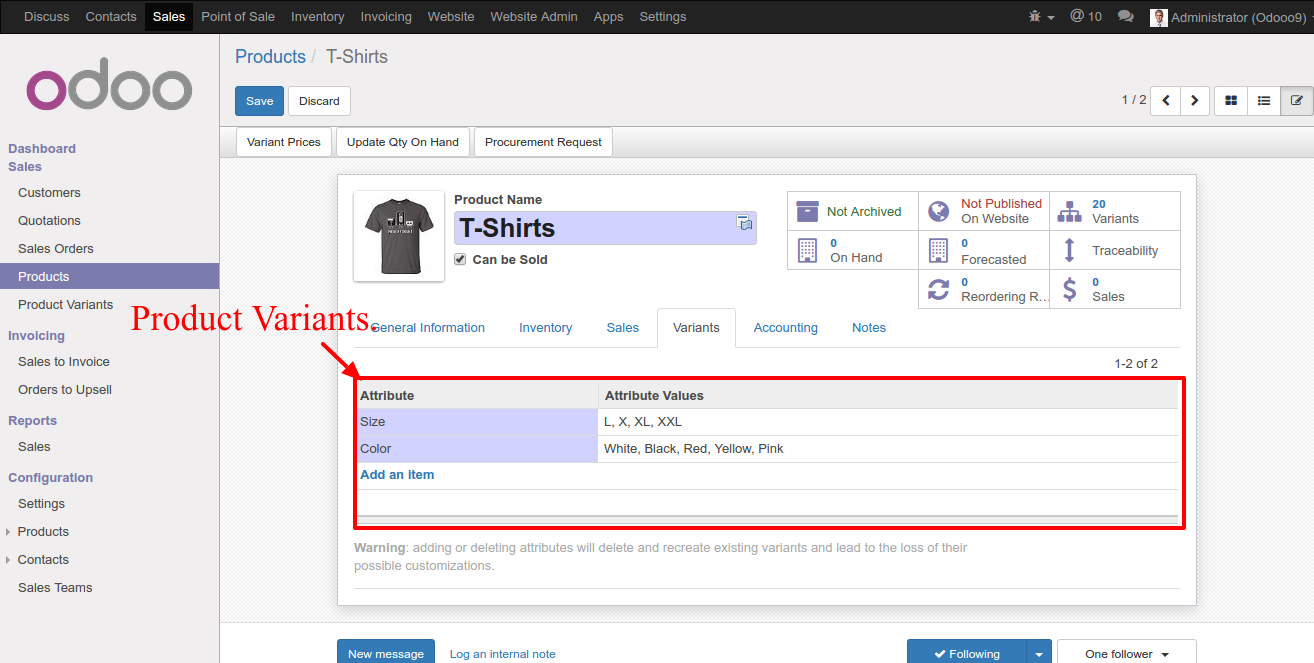 Discuss Contacts Sales Point of Sale Inventory Invoicing Website Website Admin Apps Settings @ 10 Administrator (Odooo9)
odoo
Products / T-Shirts
Save Discard 1 / 2
Variant Prices Update Qty On Hand Procurement Request
Dashboard
Sales
Customers
Quotations
Sales Orders
Products
Product Variants
Invoicing
Sales to Invoice
Orders to Upsell
Reports
Sales
Configuration
Settings
Products
Contacts
Sales Teams
Product Name
T-Shirts
Can be Sold
Not Archived
Not Published
On Website
20
Variants
0
On Hand
0
Forecasted
Traceability
0
Reordering R...
0
Sales
Product Variants.
General Information Inventory Sales Variants Accounting Notes
1-2 of 2
Attribute Attribute Values
Size L, X, XL, XXL
Color White, Black, Red, Yellow, Pink
Add an item
Warning: adding or deleting attributes will delete and recreate existing variants and lead to the loss of their
possible customizations.
New message Log an internal note Following One follower